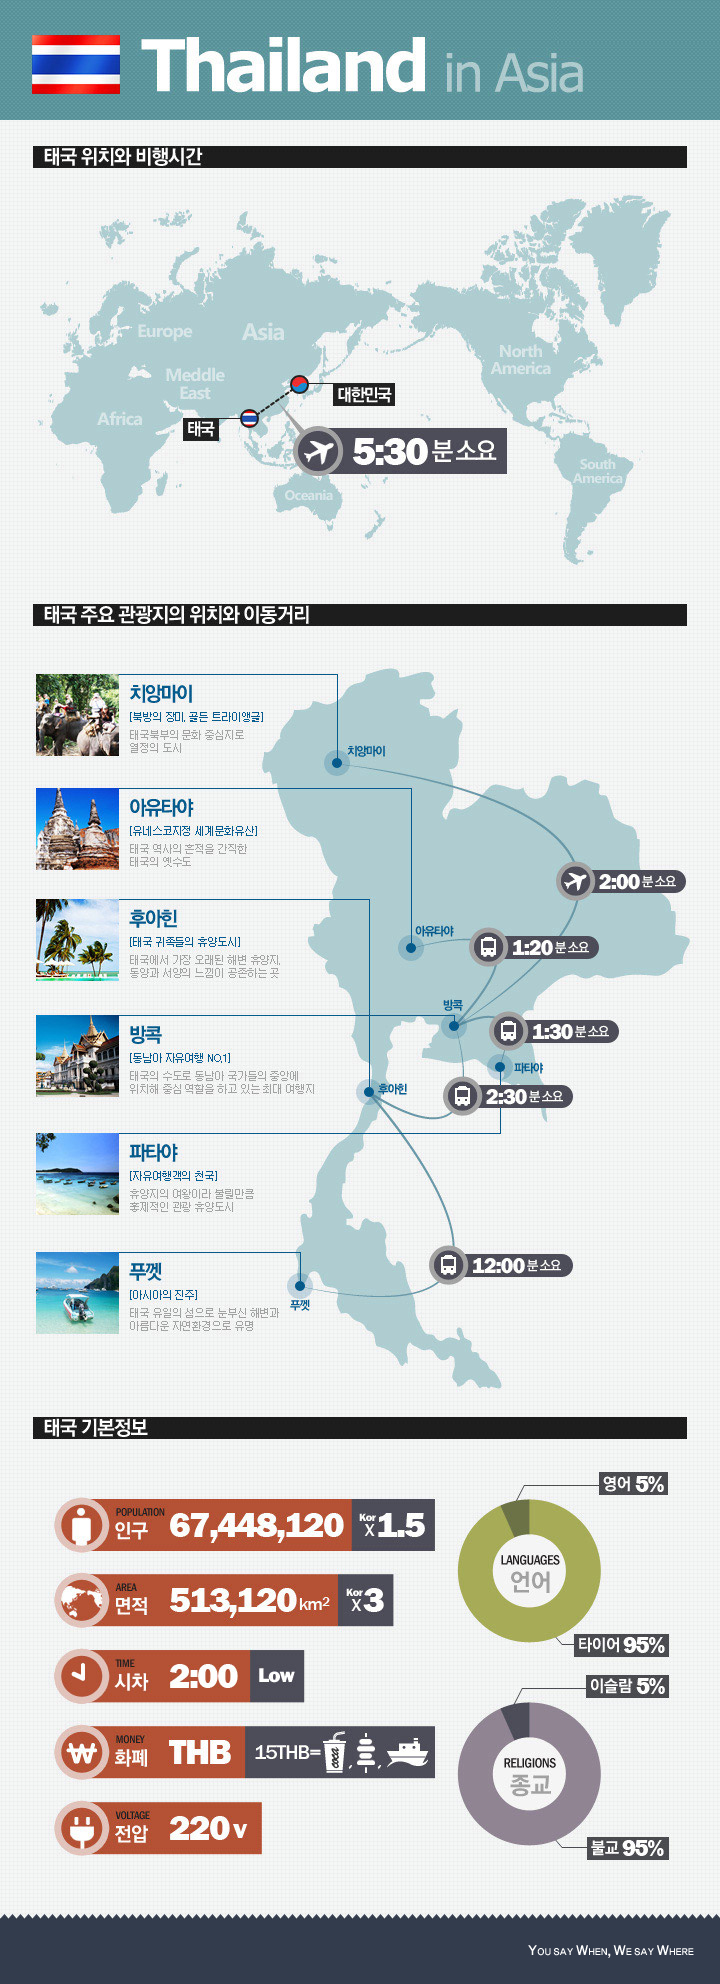 Thailand in Asia
태국 위치와 비행시간
Europe
Asia
Meddle
East
Africa
North
America
South
America
Oceania
대한민국
태국
5:30 분 소요
태국 주요 관광지의 위치와 이동거리
치앙마이
[북방의 장미, 골든 트라이앵글]
태국북부의 문화 중심지로
열정의 도시
아유타야
[유네스코지정 세계문화유산]
태국 역사의 흔적을 간직한
태국의 옛수도
후아힌
[태국 귀족들의 휴양도시]
태국에서 가장 오래된 해변 휴양지,
동양과 서양의 느낌이 공존하는 곳
방콕
[동남아 자유여행 NO.1]
태국의 수도로 동남아 국가들의 중앙에
위치해 중심 역할을 하고 있는 최대 여행지
파타야
[자유여행객의 천국]
휴양지의 여왕이라 불릴만큼
국제적인 관광 휴양도시
푸껫
[아시아의 진주]
태국 유일의 섬으로 눈부신 해변과
아름다운 자연환경으로 유명
치앙마이
2:00 분 소요
아유타야
1:20 분 소요
방콕
1:30 분 소요
파타야
후아힌
2:30 분 소요
12:00 분 소요
푸껫
태국 기본정보
POPULATION
인구 67,448,120 Kor X 1.5
AREA
면적 513,120 km² Kor X 3
TIME
시차 2:00 Low
MONEY
화폐 THB 15THB= , ,
VOLTAGE
전압 220 v
영어 5%
LANGUAGES
언어
타이어 95%
이슬람 5%
RELIGIONS
종교
불교 95%
YOU SAY WHEN, WE SAY WHERE